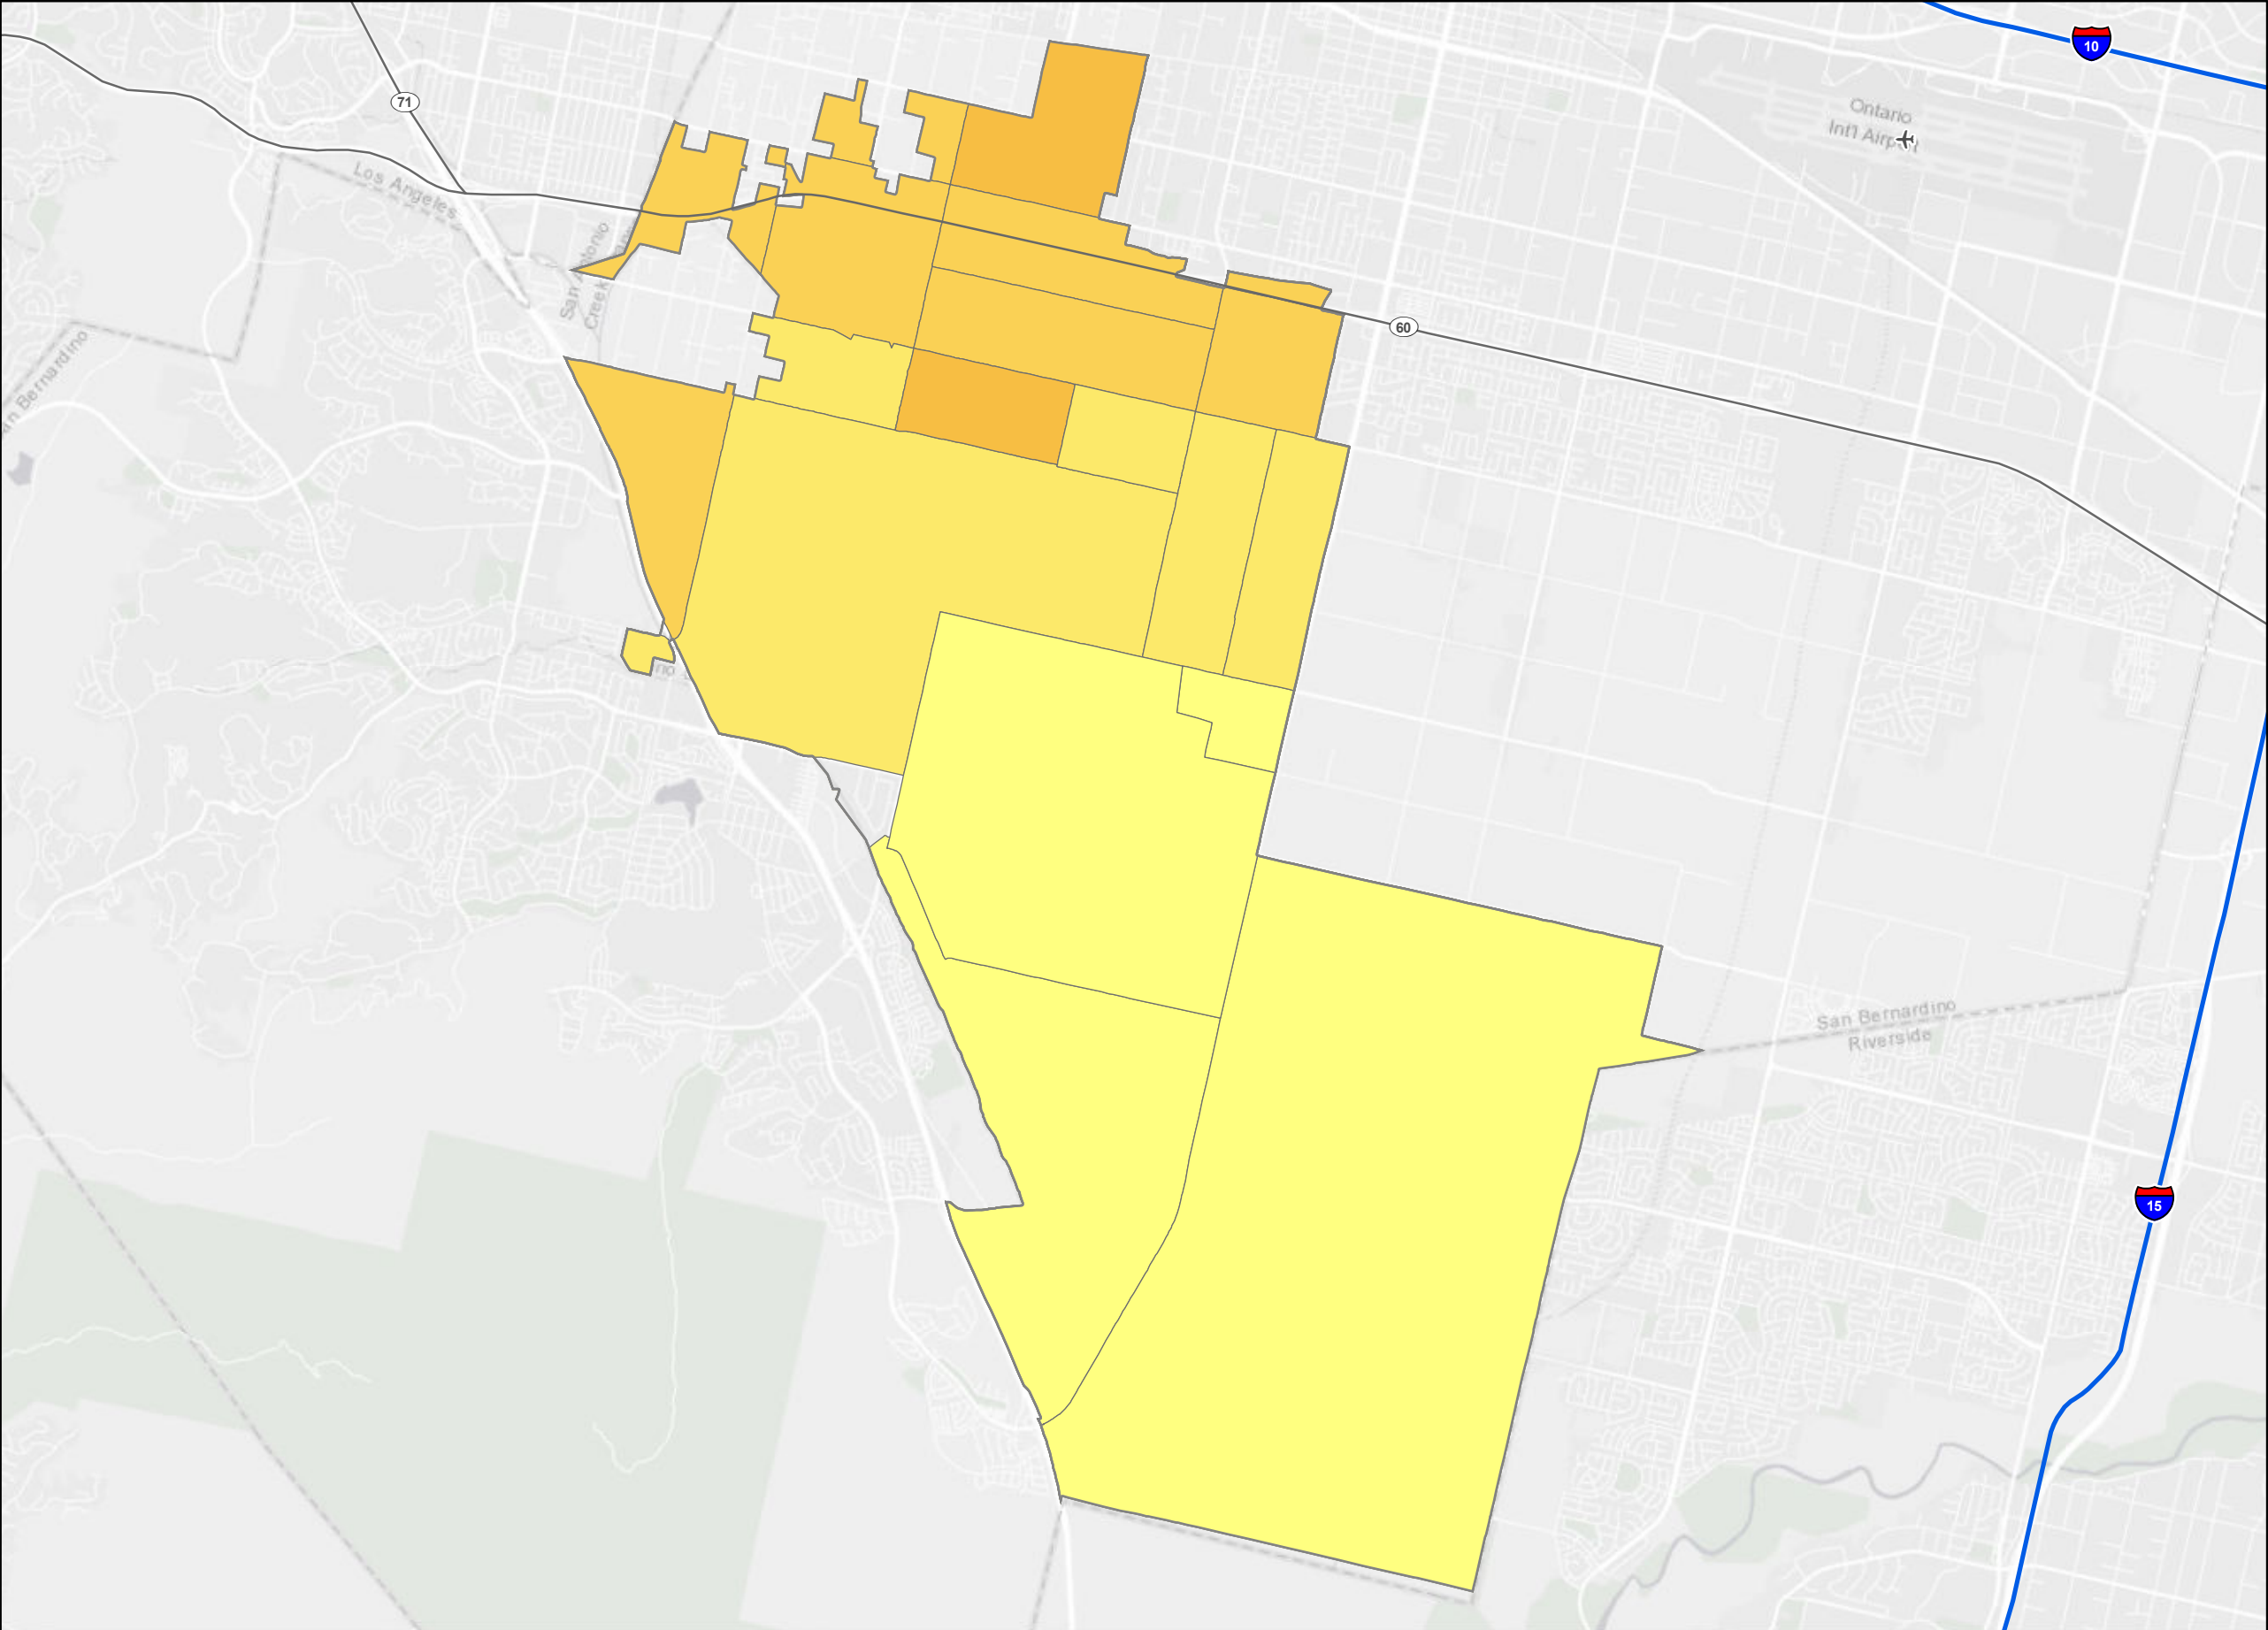 10
71
Ontario
Int'l Airport
Los Angeles
San Antonio
Creek
60
San Bernardino
San Bernardino
Riverside
15